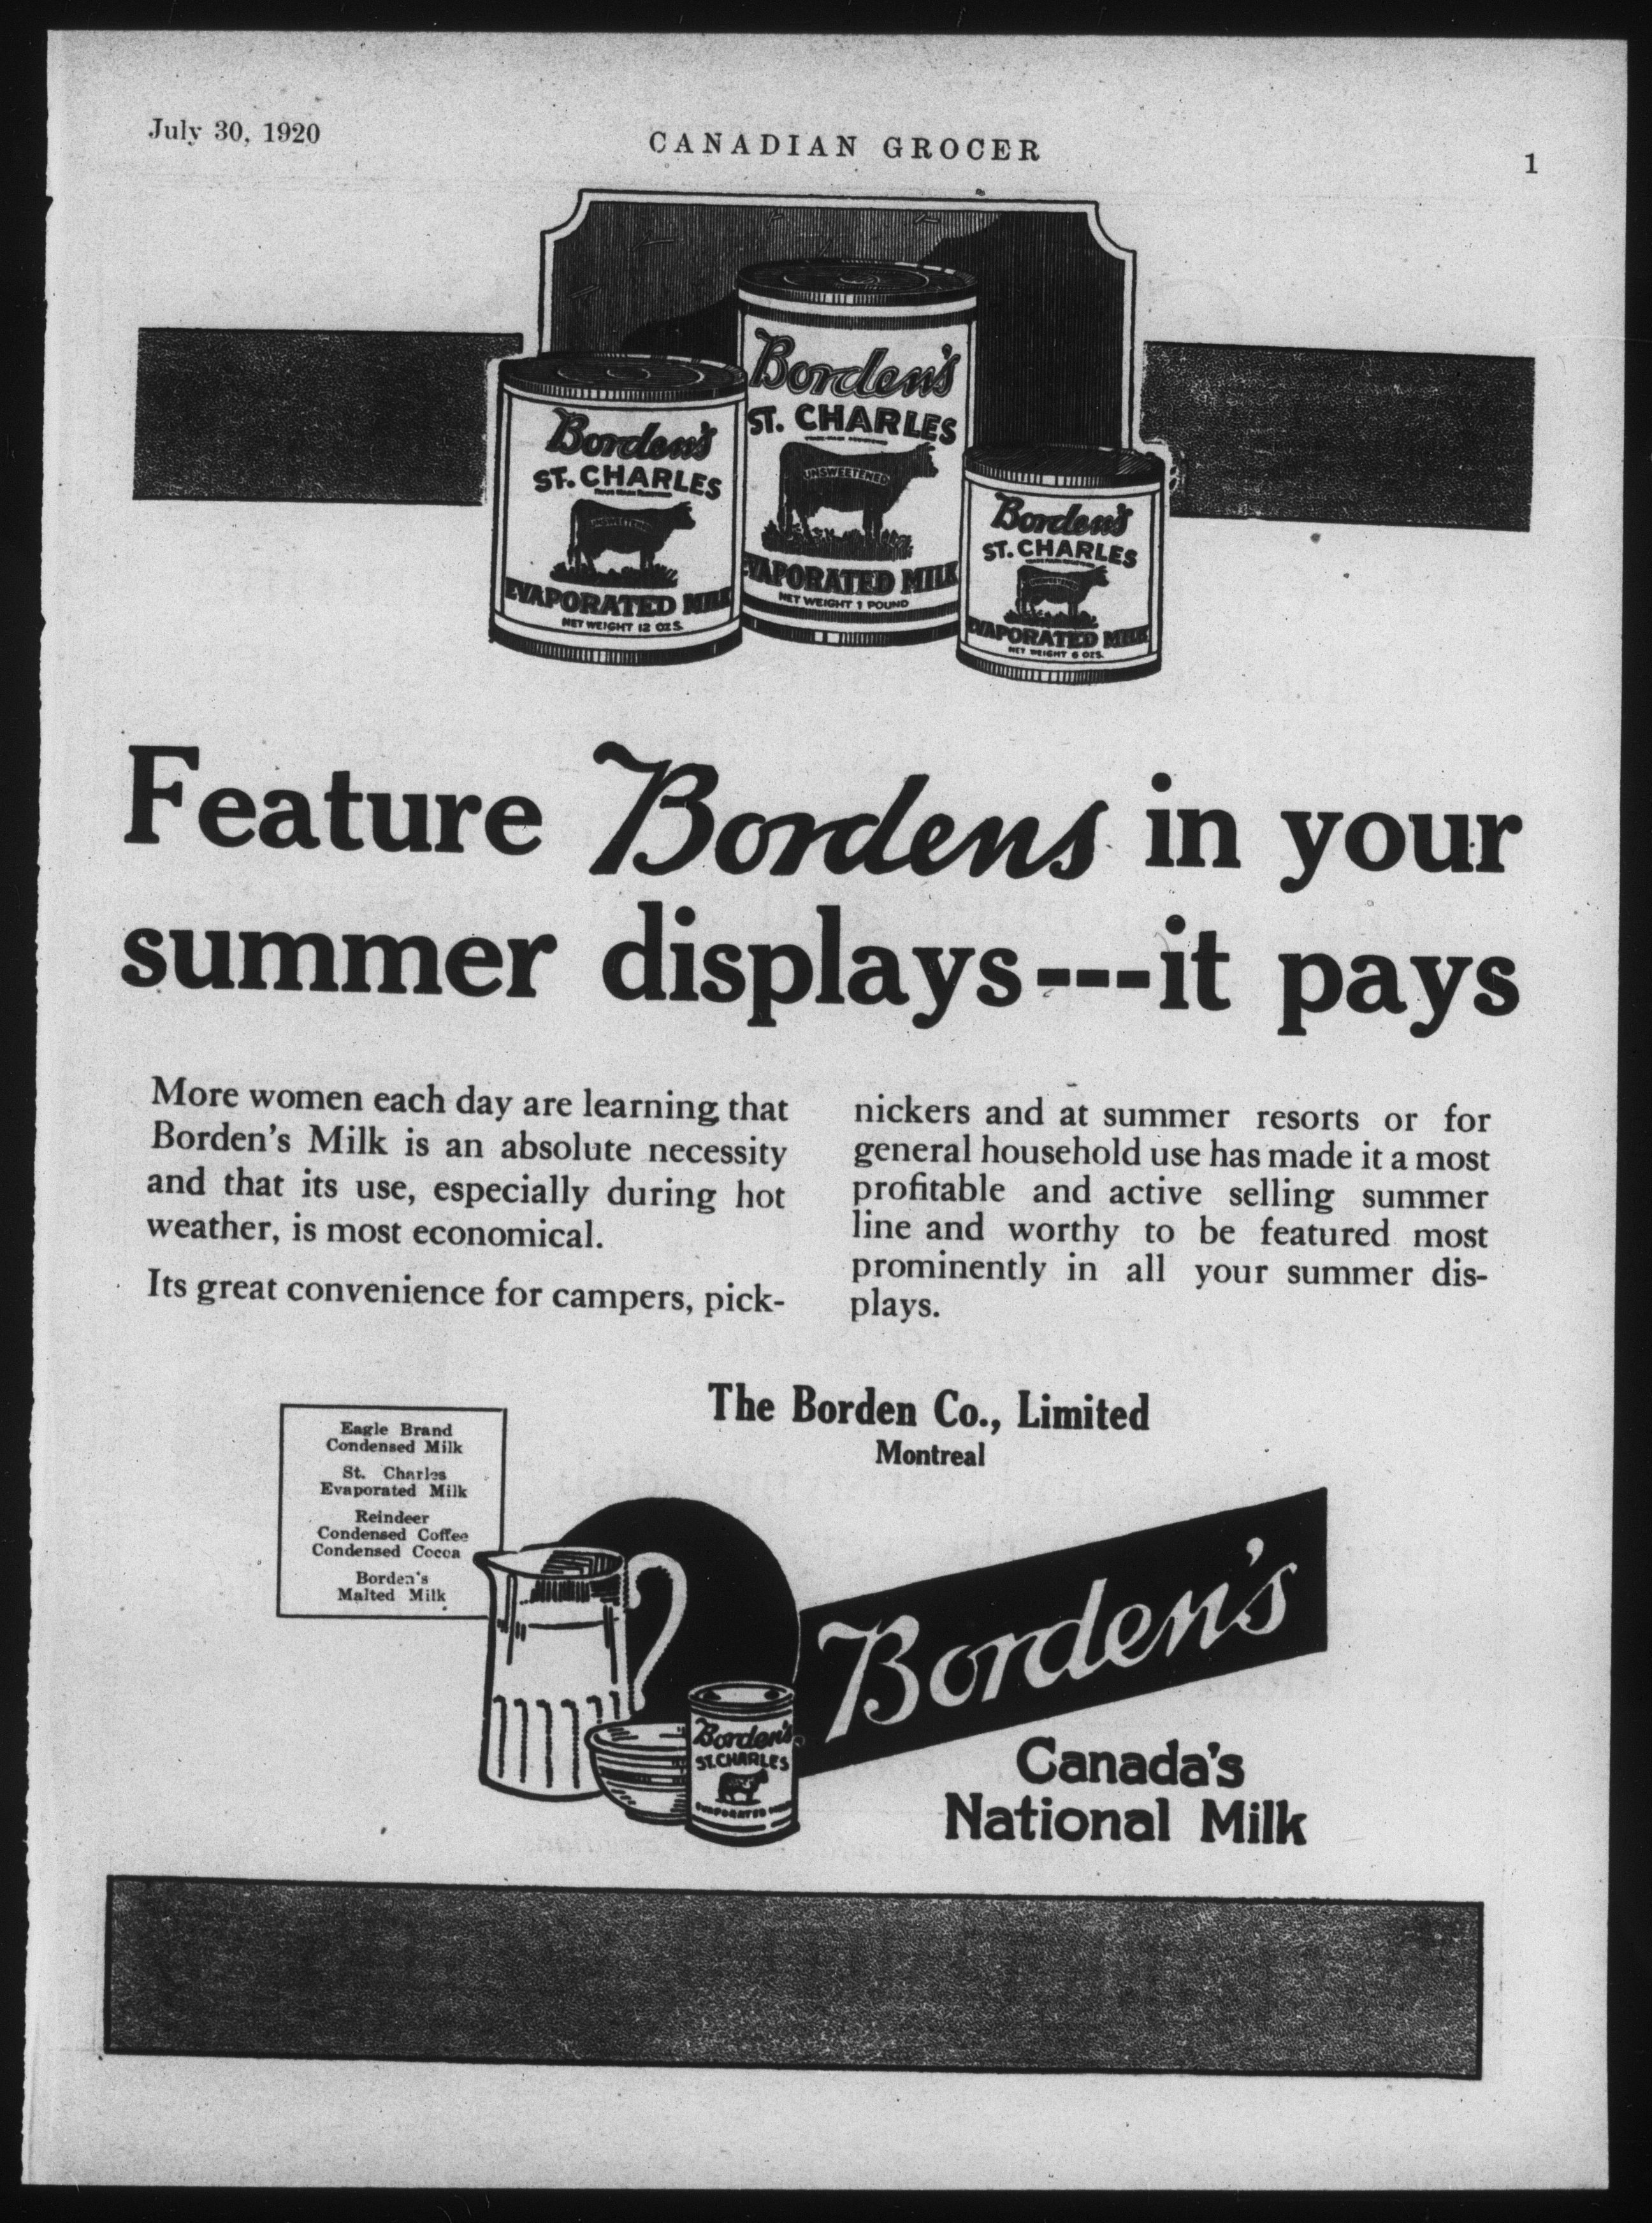 July 30, 1920
CANADIAN GROCER
1
Borden's
ST. CHARLES
UNSWEETENED
EVAPORATED MILK
NET WEIGHT 12 OZS.
Borden's
ST. CHARLES
UNSWEETENED
EVAPORATED MILK
NET WEIGHT 1 POUND
Borden's
ST. CHARLES
UNSWEETENED
EVAPORATED MILK
NET WEIGHT 6 OZS.
Feature Bordens in your
summer displays---it pays
More women each day are learning that
Borden's Milk is an absolute necessity
and that its use, especially during hot
weather, is most economical.
Its great convenience for campers, pick-
nickers and at summer resorts or for
general household use has made it a most
profitable and active selling summer
line and worthy to be featured most
prominently in all your summer dis-
plays.
The Borden Co., Limited
Montreal
Eagle Brand
Condensed Milk
St. Charles
Evaporated Milk
Reindeer
Condensed Coffee
Condensed Cocoa
Borden's
Malted Milk
Borden's
ST. CHARLES
EVAPORATED MILK
Borden's
Canada's
National Milk